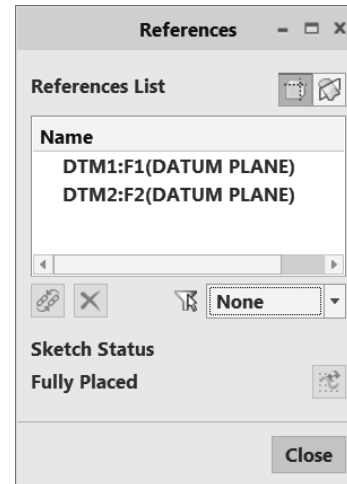 References
References List
Name
DTM1:F1(DATUM PLANE)
DTM2:F2(DATUM PLANE)
None
Sketch Status
Fully Placed
Close